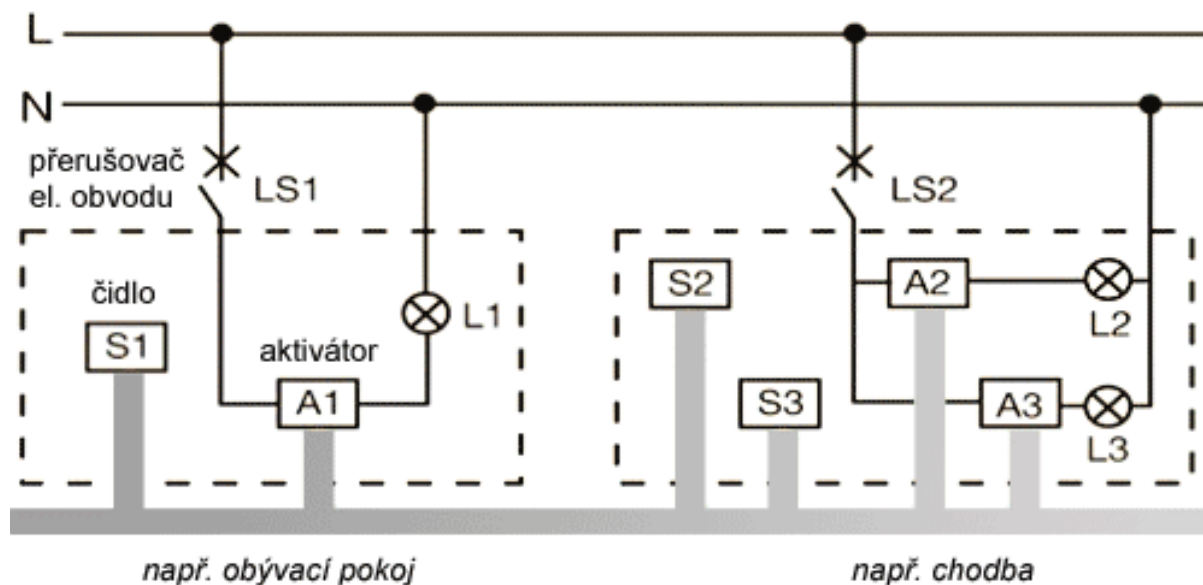 L
N
přerušovač
el. obvodu
LS1
LS2
čidlo
S1
aktivátor
A1
L1
S2
A2
L2
S3
A3
L3
např. obývací pokoj
např. chodba